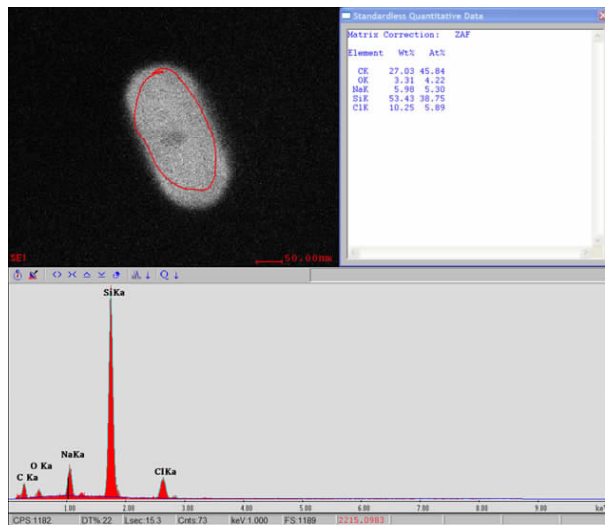 Standardless Quantitative Data
Matrix Correction: ZAF
Element Wt% At%
CK 27.03 45.84
OK 3.31 4.22
NaK 5.98 5.30
SiK 53.43 38.75
ClK 10.25 5.89
SE1
50.00nm
Q
SiKa
NaKa
O Ka
C Ka
ClKa
1.00 2.00 3.00 4.00 5.00 6.00 7.00 8.00 9.00 keV
CPS 1182 DT% 22 Lsec:15.3 Cnts:73 keV:1.000 FS:1189 2215.0983